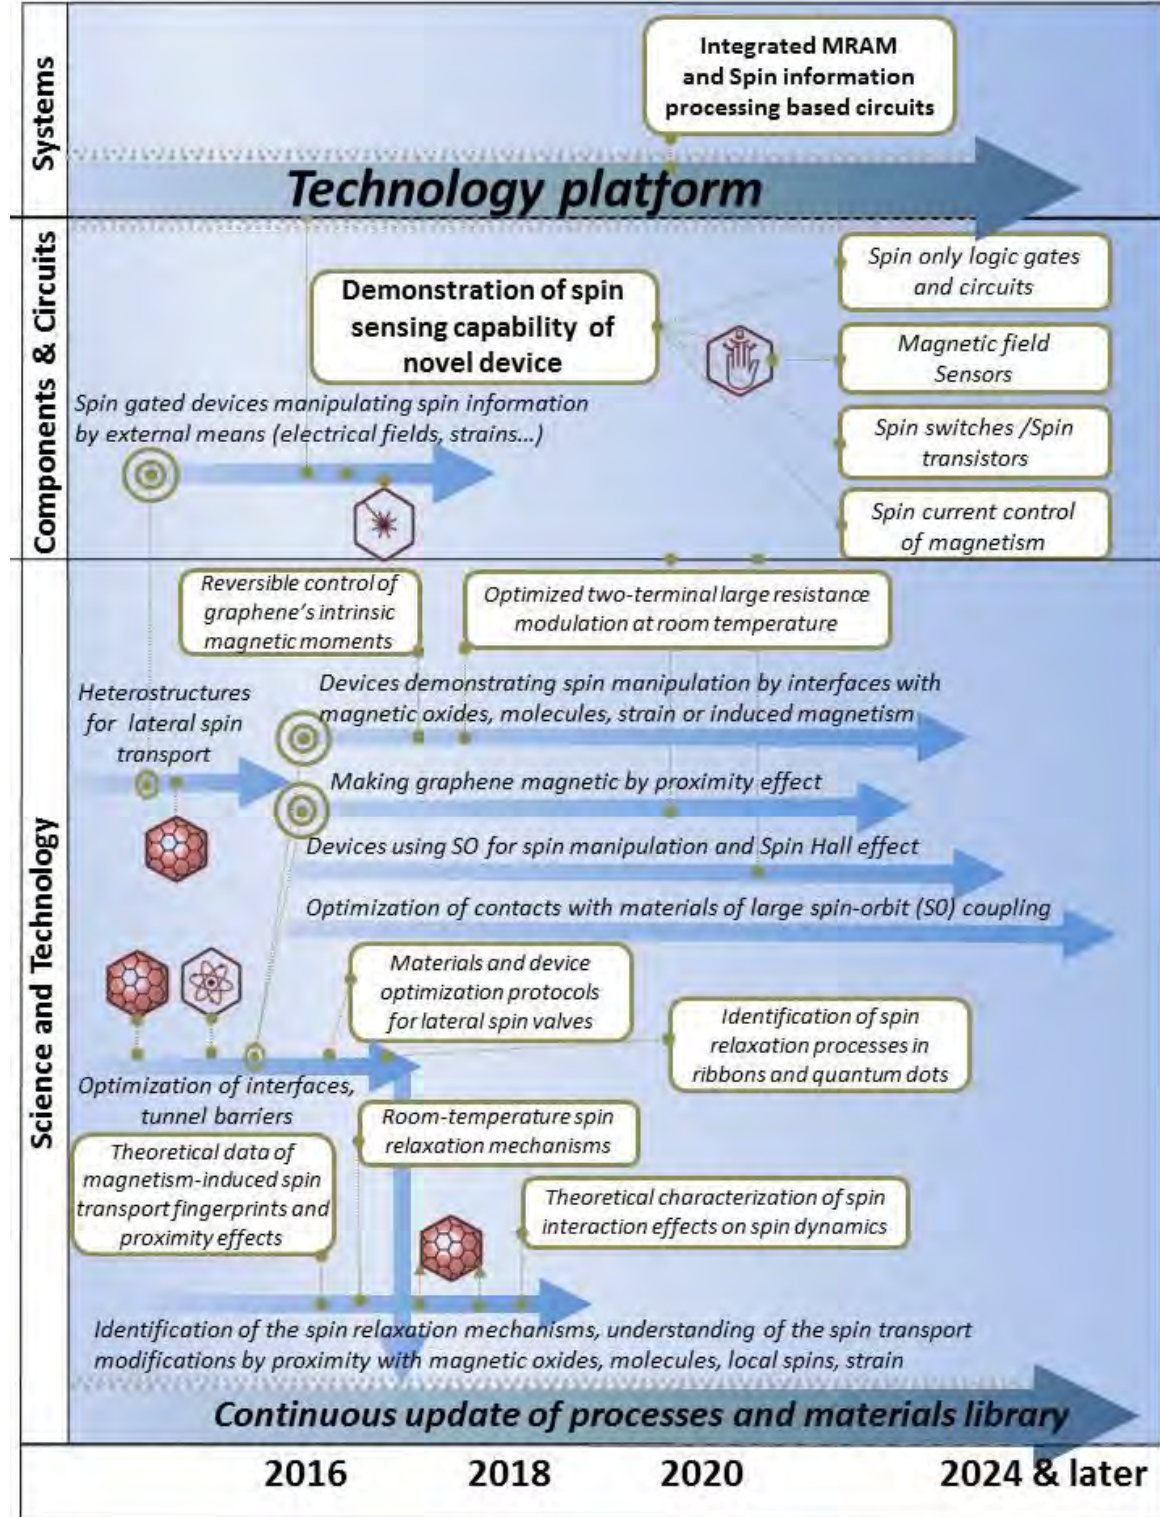 Systems
Integrated MRAM
and Spin information
processing based circuits
Technology platform
Components & Circuits
Spin only logic gates
and circuits
Demonstration of spin
sensing capability of
novel device
Magnetic field
Sensors
Spin gated devices manipulating spin information
by external means (electrical fields, strains...)
Spin switches /Spin
transistors
Spin current control
of magnetism
Science and Technology
Reversible control of
graphene's intrinsic
magnetic moments
Optimized two-terminal large resistance
modulation at room temperature
Heterostructures
for lateral spin
transport
Devices demonstrating spin manipulation by interfaces with
magnetic oxides, molecules, strain or induced magnetism
Making graphene magnetic by proximity effect
Devices using SO for spin manipulation and Spin Hall effect
Optimization of contacts with materials of large spin-orbit (S0) coupling
Materials and device
optimization protocols
for lateral spin valves
Identification of spin
relaxation processes in
ribbons and quantum dots
Optimization of interfaces,
tunnel barriers
Room-temperature spin
relaxation mechanisms
Theoretical data of
magnetism-induced spin
transport fingerprints and
proximity effects
Theoretical characterization of spin
interaction effects on spin dynamics
Identification of the spin relaxation mechanisms, understanding of the spin transport
modifications by proximity with magnetic oxides, molecules, local spins, strain
Continuous update of processes and materials library
2016 2018 2020 2024 & later